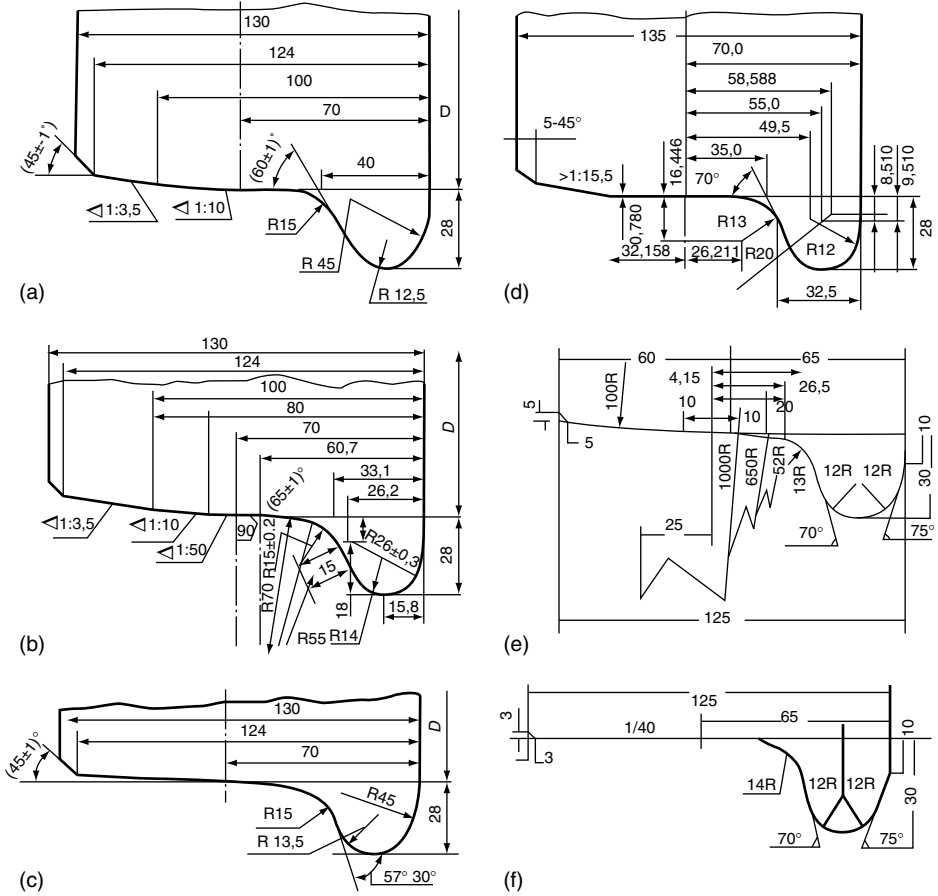 130
124
100
70
D
(45±-1°)
(60±1)°
40
1:3,5
1:10
R15
R 45
28
R 12,5
(a)
135
70,0
58,588
55,0
49,5
5-45°
35,0
16,446
8,510
9,510
>1:15,5
70°
R13
0,780
28
32,158
26,211
R20
R12
32,5
(d)
130
124
100
80
D
70
60,7
33,1
(65±1)°
26,2
1:3,5
1:10
90
R26±0,3
1:50
R70 R15±0.2
15
28
18
15,8
R55
R14
(b)
60
65
4,15
26,5
100R
10
10
20
5
5
10
1000R
650R
52R
13R
12R
12R
30
25
70°
75°
125
(e)
130
D
124
(45±1)°
70
R45
R15
28
R 13,5
57° 30°
(c)
125
3
65
1/40
10
3
14R
12R
12R
30
70°
75°
(f)